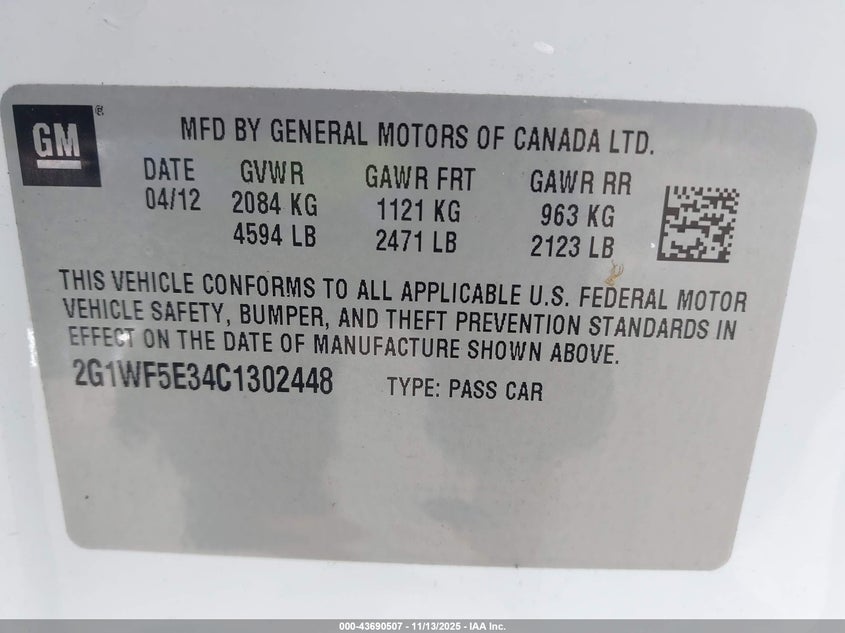 GM ®
MFD BY GENERAL MOTORS OF CANADA LTD.
DATE GVWR GAWR FRT GAWR RR
04/12 2084 KG 1121 KG 963 KG
4594 LB 2471 LB 2123 LB
THIS VEHICLE CONFORMS TO ALL APPLICABLE U.S. FEDERAL MOTOR
VEHICLE SAFETY, BUMPER, AND THEFT PREVENTION STANDARDS IN
EFFECT ON THE DATE OF MANUFACTURE SHOWN ABOVE.
2G1WF5E34C1302448 TYPE: PASS CAR
000-43690507 - 11/13/2025 - IAA Inc.